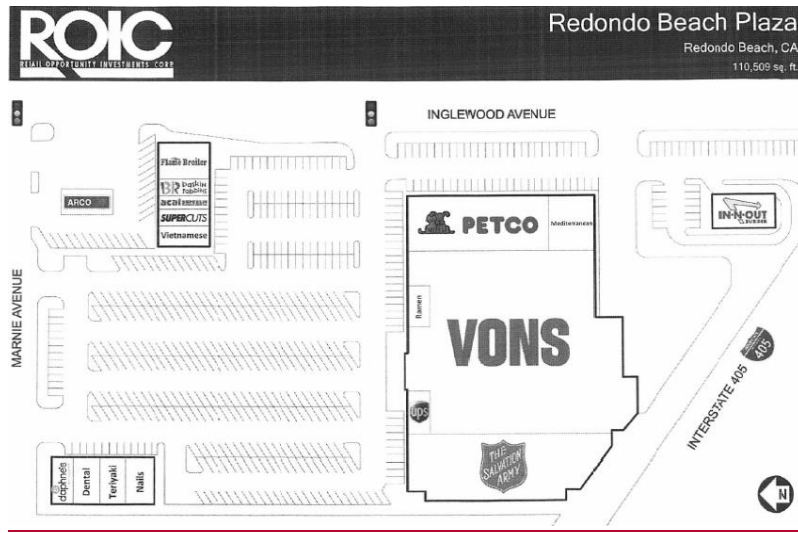 ROIC
RETAIL OPPORTUNITY INVESTMENTS CORP
Redondo Beach Plaza
Redondo Beach, CA
110,509 sq. ft.
INGLEWOOD AVENUE
Flame Broiler
BR baskin robbins
acai
SUPERCUTS
Vietnamese
ARCO
PETCO
Mediterranean
IN-N-OUT
BURGER
MARNIE AVENUE
Ramen
VONS
ups
THE
SALVATION
ARMY
INTERSTATE 405
405
daphne's
Dental
Teriyaki
Nails
N